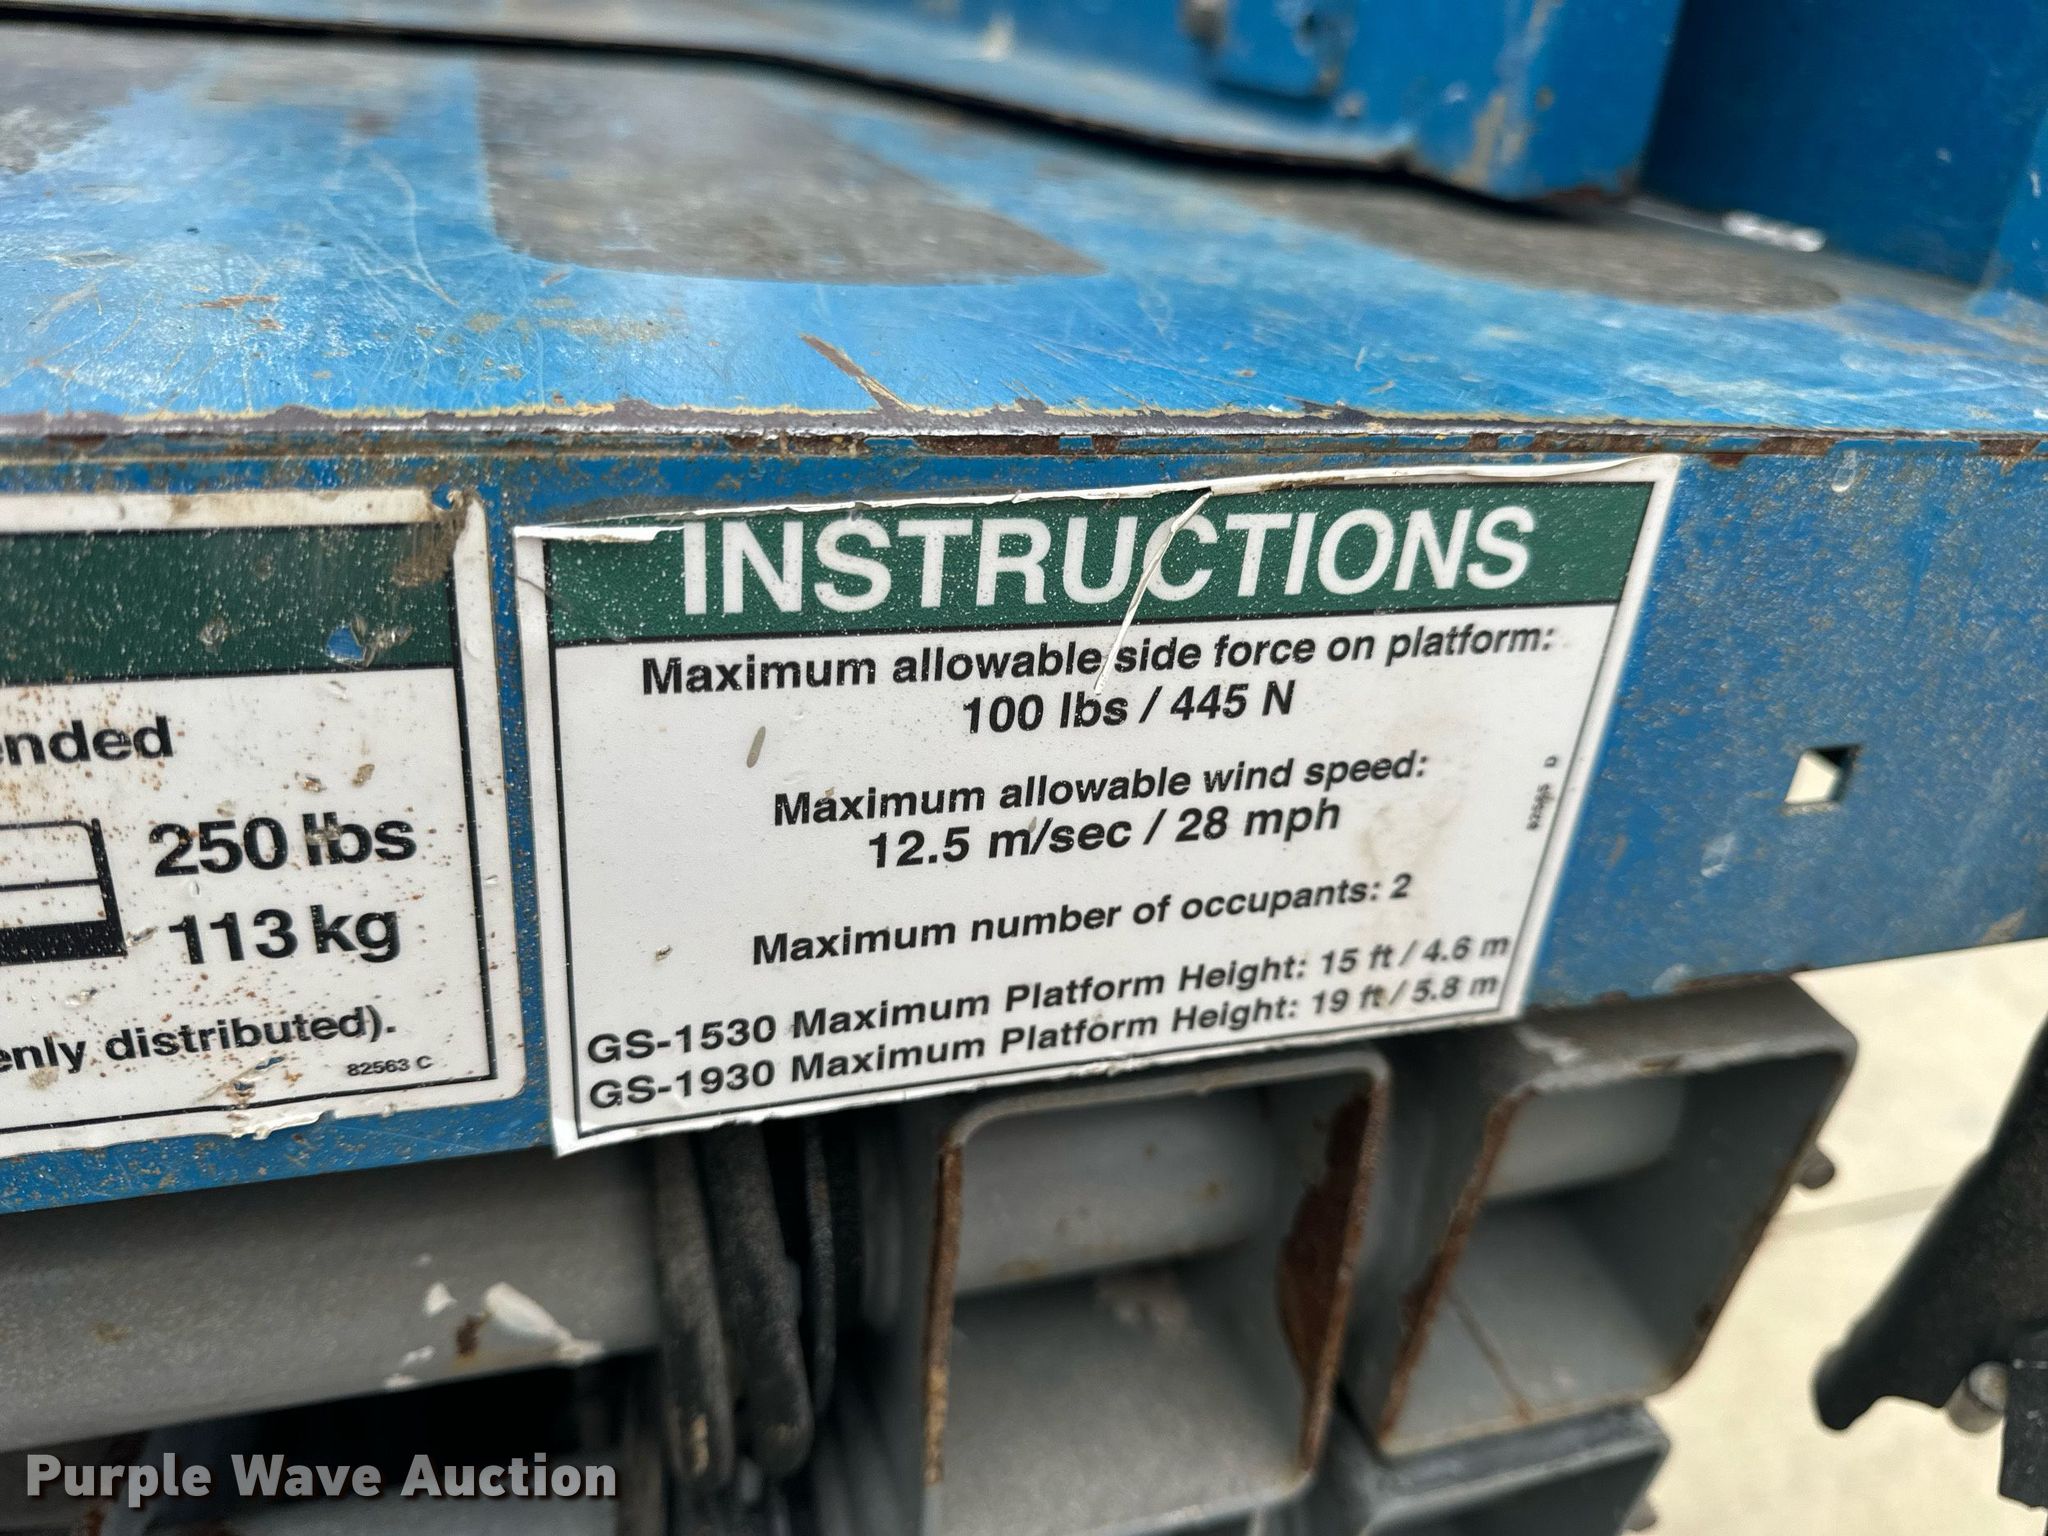 INSTRUCTIONS
Maximum allowable side force on platform:
100 lbs / 445 N
Maximum allowable wind speed:
12.5 m/sec / 28 mph
Maximum number of occupants: 2
GS-1530 Maximum Platform Height: 15 ft / 4.6 m
GS-1930 Maximum Platform Height: 19 ft / 5.8 m
ended
250 lbs
113 kg
enly distributed).
82563 C
Purple Wave Auction